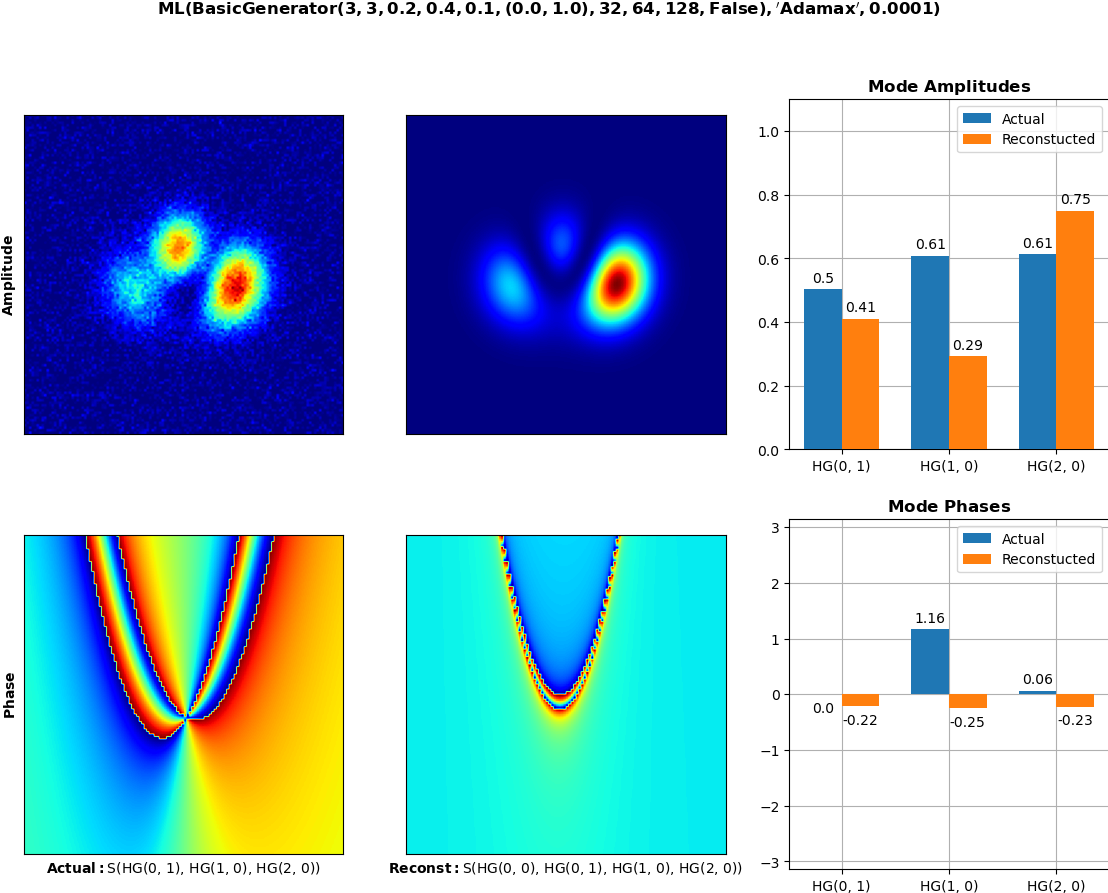 ML(BasicGenerator(3, 3, 0.2, 0.4, 0.1, (0.0, 1.0), 32, 64, 128, False), ′Adamax′, 0.0001)
Amplitude
Mode Amplitudes
Actual
Reconstucted
1.0
0.8
0.6
0.4
0.2
0.0
0.5
0.41
0.61
0.29
0.61
0.75
HG(0, 1)
HG(1, 0)
HG(2, 0)
Phase
Actual: S(HG(0, 1), HG(1, 0), HG(2, 0))
Reconst: S(HG(0, 0), HG(0, 1), HG(1, 0), HG(2, 0))
Mode Phases
Actual
Reconstucted
3
2
1
0
−1
−2
−3
0.0
-0.22
1.16
-0.25
0.06
-0.23
HG(0, 1)
HG(1, 0)
HG(2, 0)